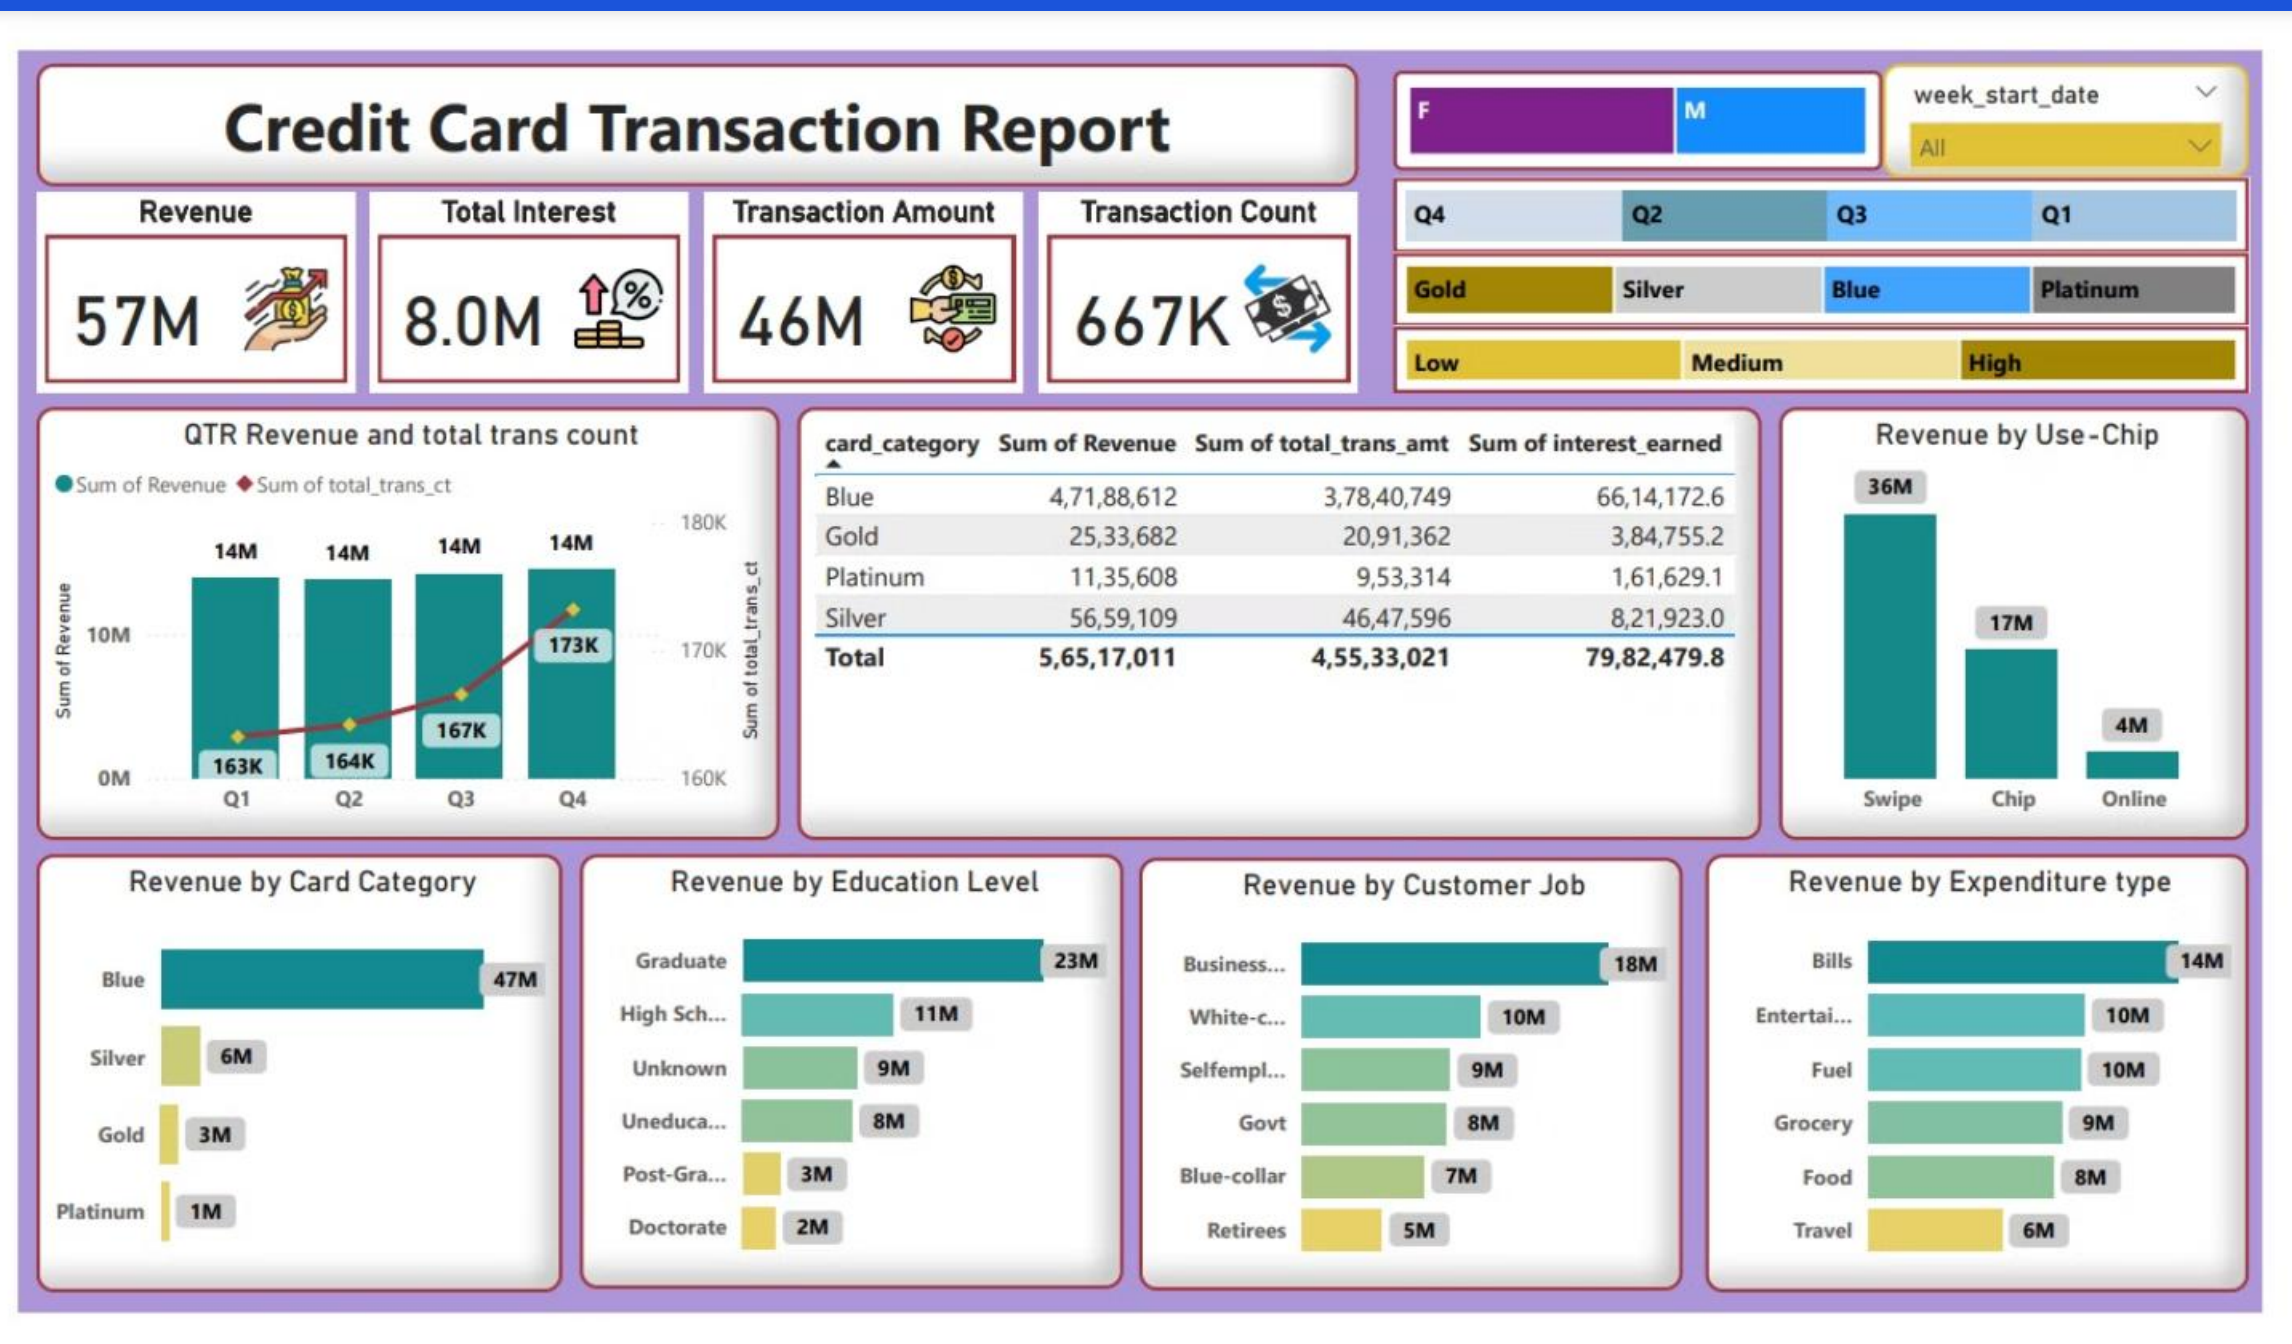 Credit Card Transaction Report
F
M
week_start_date
All
Revenue
Total Interest
Transaction Amount
Transaction Count
57M
8.0M
%
$
46M
$
667K
$
Q4
Q2
Q3
Q1
Gold
Silver
Blue
Platinum
Low
Medium
High
QTR Revenue and total trans count
Sum of Revenue
Sum of total_trans_ct
14M
14M
14M
14M
180K
170K
160K
10M
0M
163K
164K
167K
173K
Q1
Q2
Q3
Q4
Sum of Revenue
Sum of total_trans_ct
card_category Sum of Revenue Sum of total_trans_amt Sum of interest_earned
Blue 4,71,88,612 3,78,40,749 66,14,172.6
Gold 25,33,682 20,91,362 3,84,755.2
Platinum 11,35,608 9,53,314 1,61,629.1
Silver 56,59,109 46,47,596 8,21,923.0
Total 5,65,17,011 4,55,33,021 79,82,479.8
Revenue by Use-Chip
36M
17M
4M
Swipe
Chip
Online
Revenue by Card Category
Blue 47M
Silver 6M
Gold 3M
Platinum 1M
Revenue by Education Level
Graduate 23M
High Sch... 11M
Unknown 9M
Uneduca... 8M
Post-Gra... 3M
Doctorate 2M
Revenue by Customer Job
Business... 18M
White-c... 10M
Selfempl... 9M
Govt 8M
Blue-collar 7M
Retirees 5M
Revenue by Expenditure type
Bills 14M
Entertai... 10M
Fuel 10M
Grocery 9M
Food 8M
Travel 6M